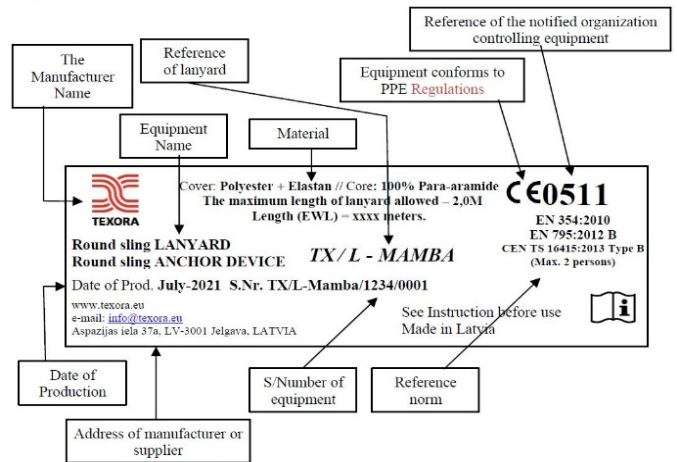 Reference of the notified organization
controlling equipment
The
Manufacturer
Name
Reference
of lanyard
Equipment conforms to
PPE Regulations
Equipment
Name
Material
TEXORA
Cover: Polyester + Elastan // Core: 100% Para-aramide
The maximum length of lanyard allowed – 2,0M
Length (EWL) = xxxx meters.
CE0511
EN 354:2010
EN 795:2012 B
CEN TS 16415:2013 Type B
(Max. 2 persons)
Round sling LANYARD
Round sling ANCHOR DEVICE
TX/ L - MAMBA
Date of Prod. July-2021 S.Nr. TX/L-Mamba/1234/0001
www.texora.eu
e-mail: info@texora.eu
Aspazijas iela 37a, LV-3001 Jelgava, LATVIA
See Instruction before use
Made in Latvia
i
Date of
Production
S/Number of
equipment
Reference
norm
Address of manufacturer or
supplier